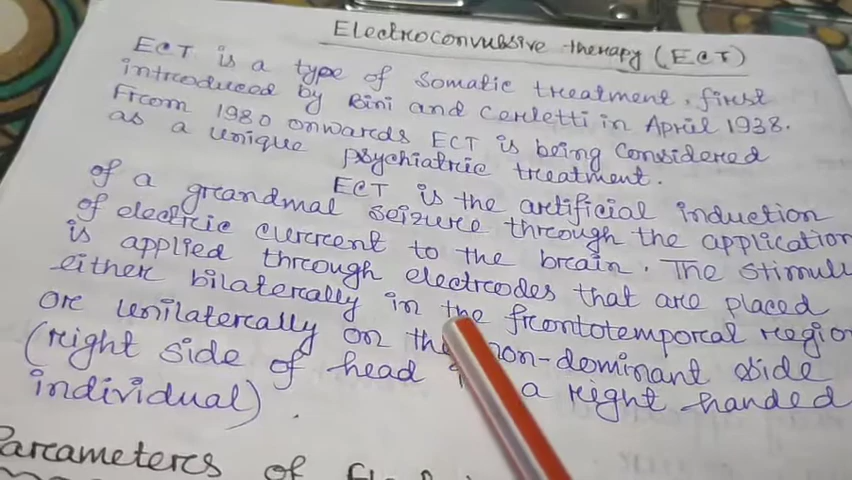 Electroconvulsive therapy (ECT)
ECT is a type of somatic treatment, first
introduced by Bini and Cerletti in April 1938.
From 1980 onwards ECT is being considered
as a unique psychiatric treatment.
ECT is the artificial induction
of a grandmal seizure through the application
of electric current to the brain. The stimuli
is applied through electrodes that are placed
either bilaterally in the frontotemporal region
or unilaterally on the non-dominant side
(right side of head a right handed
individual).
Parameters of